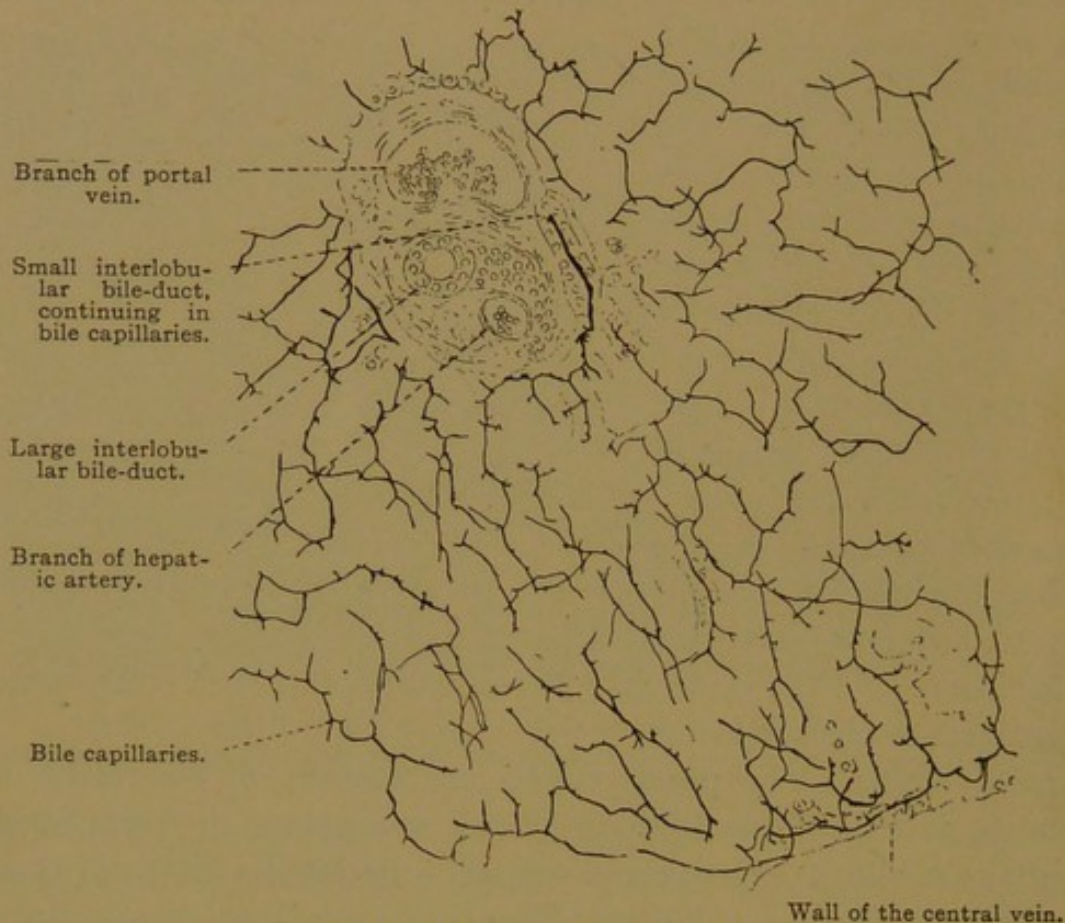 Branch of portal
vein.
Small interlobu-
lar bile-duct,
continuing in
bile capillaries.
Large interlobu-
lar bile-duct.
Branch of hepat-
ic artery.
Bile capillaries.
Wall of the central vein.